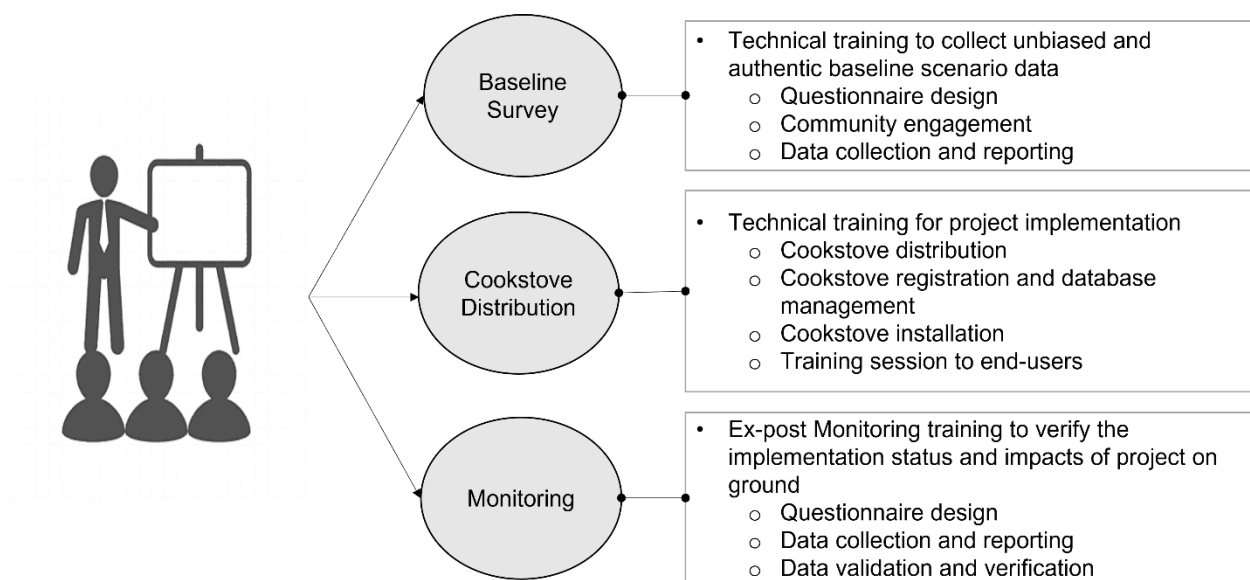 Baseline
Survey
• Technical training to collect unbiased and
authentic baseline scenario data
o Questionnaire design
o Community engagement
o Data collection and reporting
Cookstove
Distribution
• Technical training for project implementation
o Cookstove distribution
o Cookstove registration and database
management
o Cookstove installation
o Training session to end-users
Monitoring
• Ex-post Monitoring training to verify the
implementation status and impacts of project on
ground
o Questionnaire design
o Data collection and reporting
o Data validation and verification